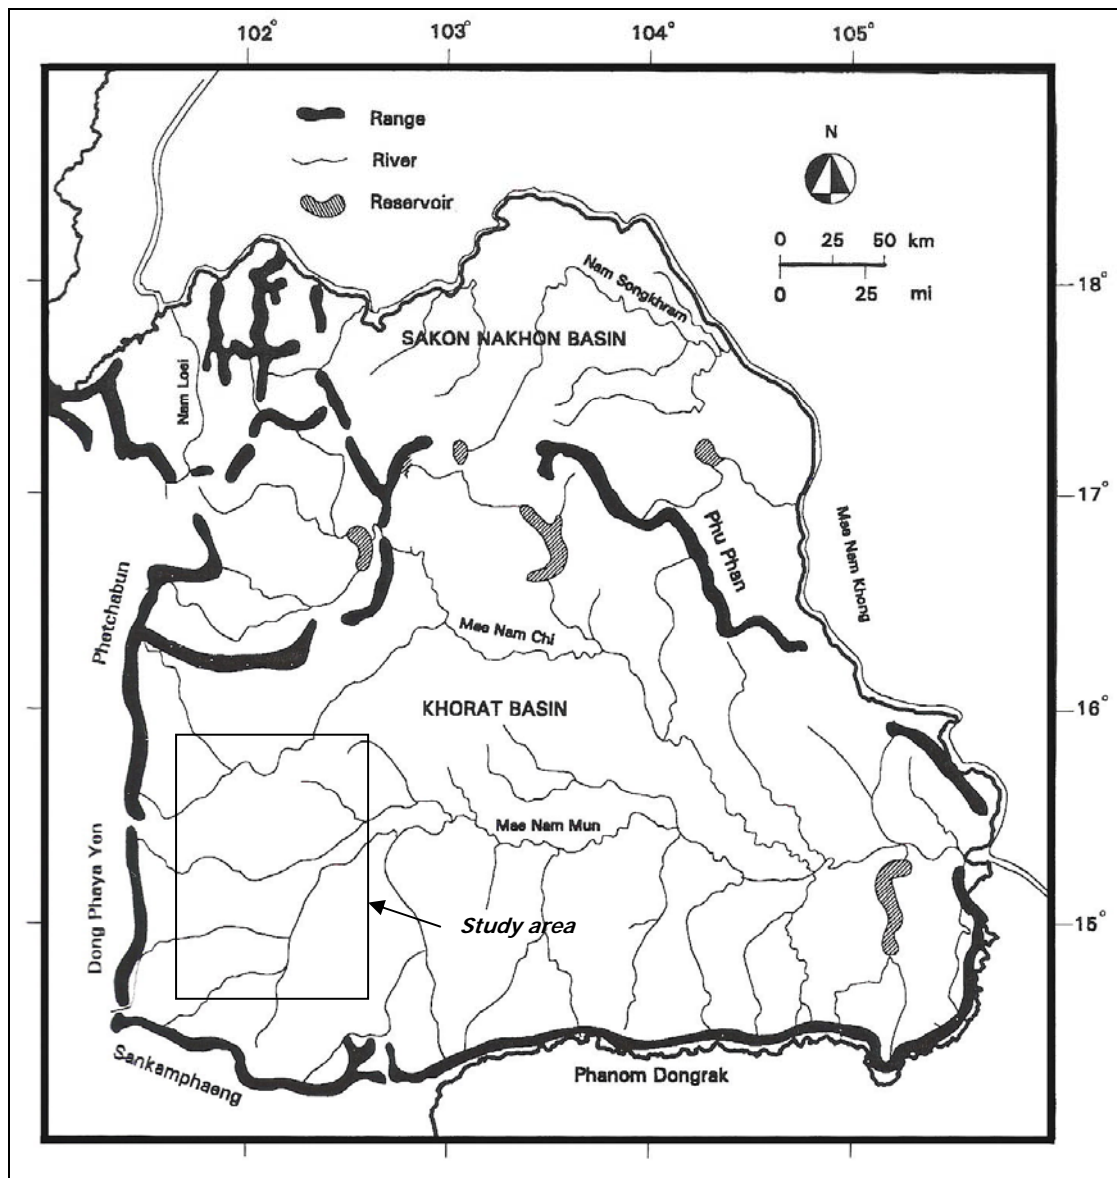 102°
103°
104°
105°
Range
River
Reservoir
N
0 25 50 km
0 25 mi
18°
17°
16°
15°
Nam Songkhram
SAKON NAKHON BASIN
Nam Loei
Phu Phan
Mae Nam Khong
Phetchabun
Mae Nam Chi
KHORAT BASIN
Mae Nam Mun
Dong Phaya Yen
Study area
Sankamphaeng
Phanom Dongrak